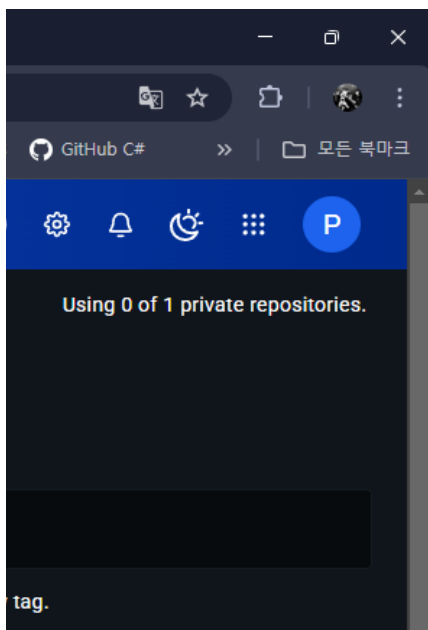 GitHub C#
»
모든 북마크
P
Using 0 of 1 private repositories.
tag.